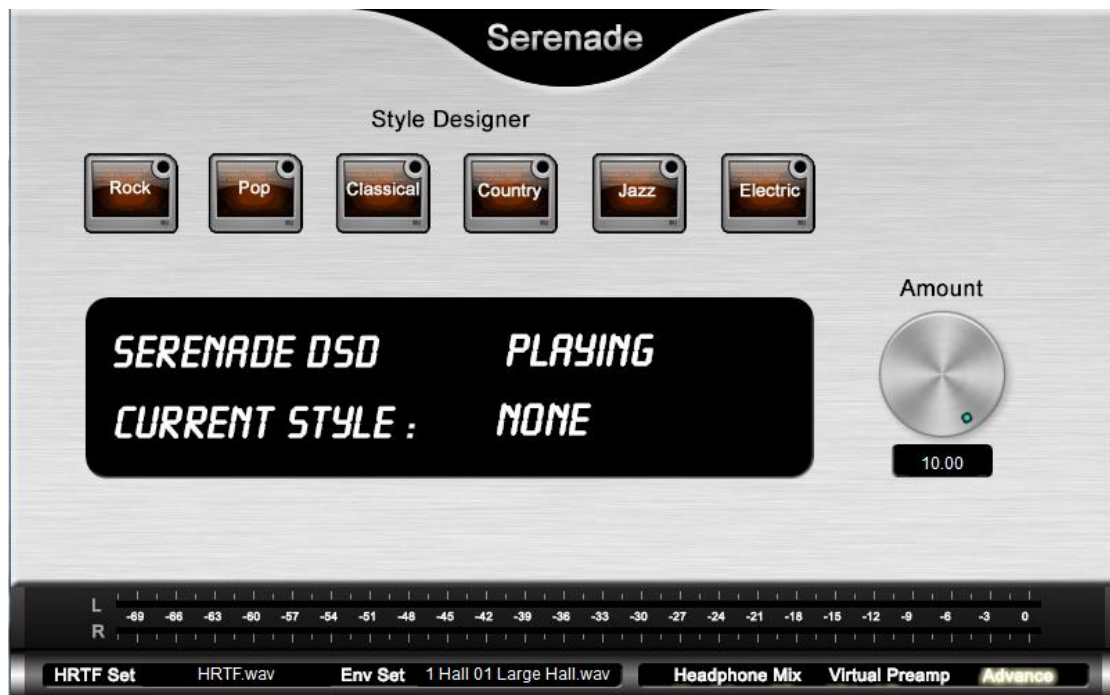 Serenade
Style Designer
Rock Pop Classical Country Jazz Electric
Amount
SERENADE DSD PLAYING
CURRENT STYLE : NONE
10.00
L
-69 -66 -63 -60 -57 -54 -51 -48 -45 -42 -39 -36 -33 -30 -27 -24 -21 -18 -15 -12 -9 -6 -3 0
R
HRTF Set HRTF.wav Env Set 1 Hall 01 Large Hall.wav Headphone Mix Virtual Preamp Advance